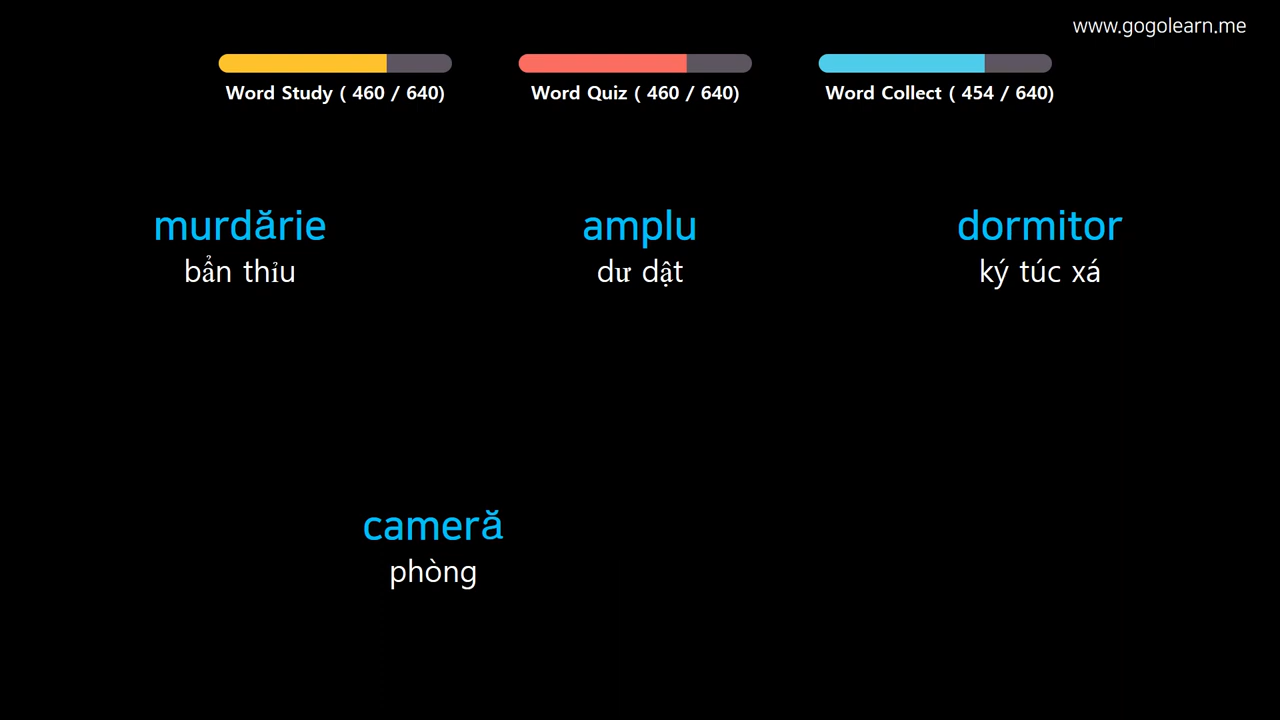 www.gogolearn.me
Word Study ( 460 / 640)
Word Quiz ( 460 / 640)
Word Collect ( 454 / 640)
murdărie
bẩn thỉu
amplu
dư dật
dormitor
ký túc xá
cameră
phòng